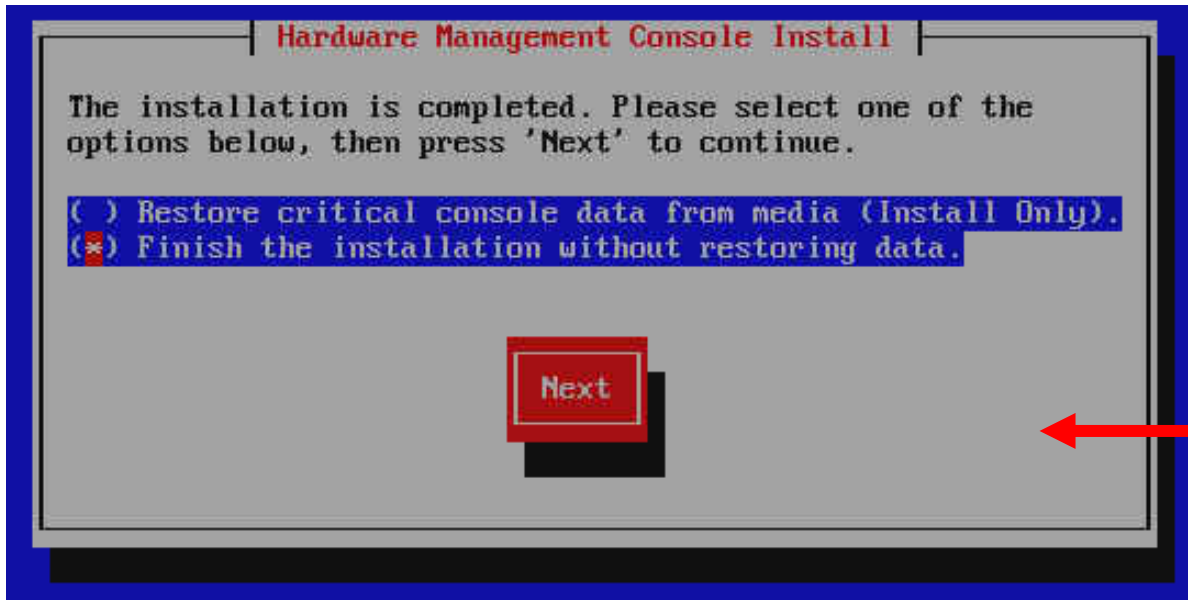 Hardware Management Console Install
The installation is completed. Please select one of the
options below, then press 'Next' to continue.
( ) Restore critical console data from media (Install Only).
(*) Finish the installation without restoring data.
Next